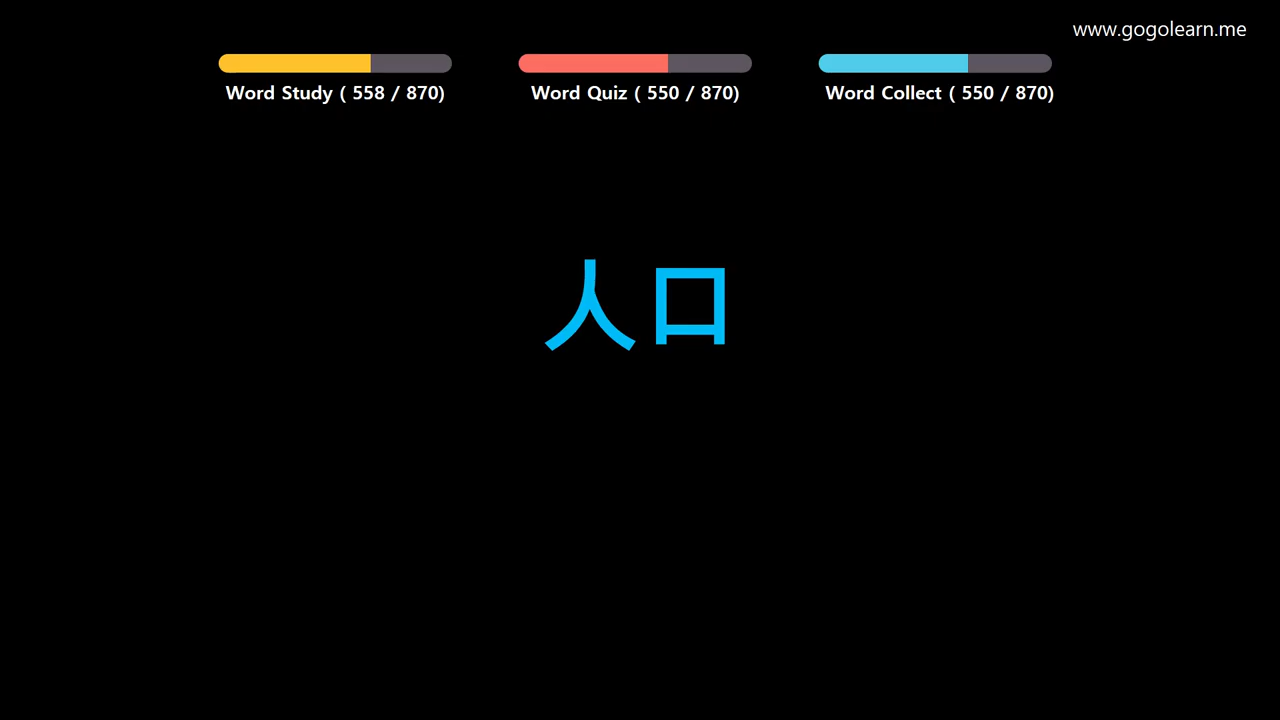 www.gogolearn.me
Word Study ( 558 / 870)
Word Quiz ( 550 / 870)
Word Collect ( 550 / 870)
人口